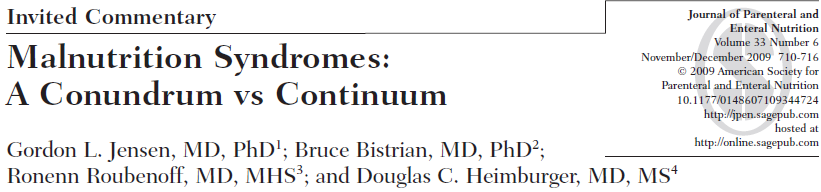 Invited Commentary
Malnutrition Syndromes:
A Conundrum vs Continuum
Gordon L. Jensen, MD, PhD¹; Bruce Bistrian, MD, PhD²;
Ronenn Roubenoff, MD, MHS³; and Douglas C. Heimburger, MD, MS⁴
Journal of Parenteral and
Enteral Nutrition
Volume 33 Number 6
November/December 2009 710-716
© 2009 American Society for
Parenteral and Enteral Nutrition
10.1177/0148607109344724
http://jpen.sagepub.com
hosted at
http://online.sagepub.com